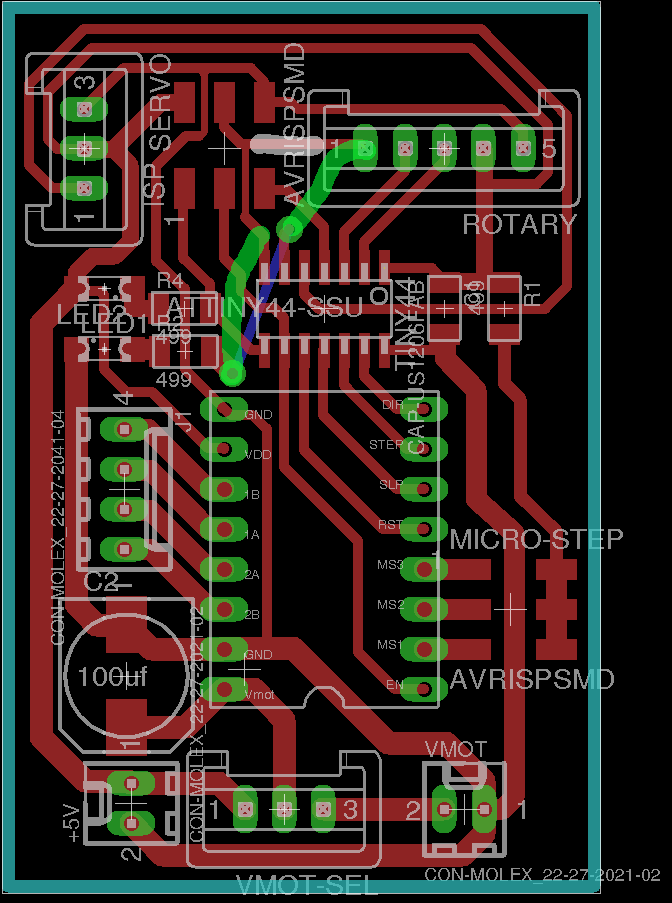 3
ISP SERVO
AVRISPSMD
1
5
1
1
ROTARY
R4
ATTINY44-SSU
TINY44
LED2
LED1
499
499
499
R1
CAP-US1206FAB
4
J1
CON-MOLEX_22-27-2041-04
GND
VDD
1B
1A
2A
2B
GND
Vmot
DIR
STEP
SLP
RST
MS3
MS2
MS1
EN
MICRO-STEP
AVRISPSMD
C2
1
100uf
1
CON-MOLEX_22-27-2021-02
+5V
2
1
3
VMOT
2
1
VMOT-SEL
CON-MOLEX_22-27-2021-02